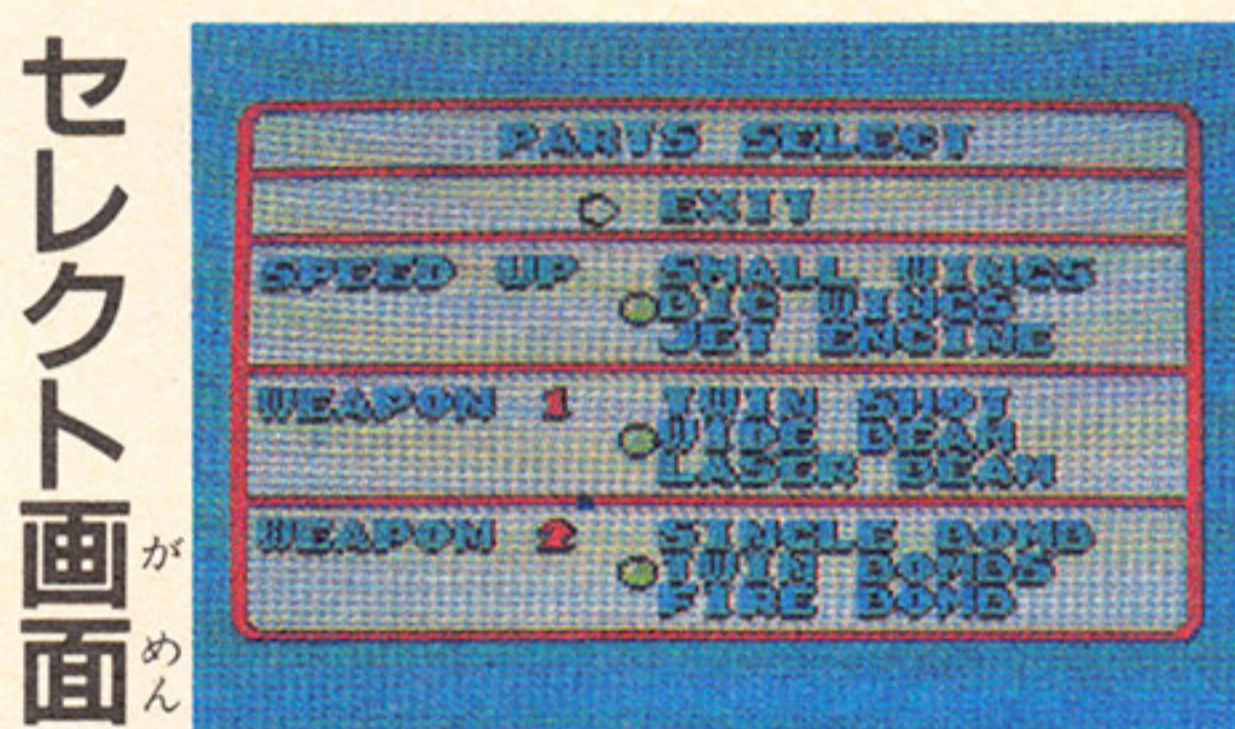 セレクト画面
がめん
PARTS SELECT
EXIT
SPEED UP SMALL WINGS
BIG WINGS
JET ENGINE
WEAPON 1 TWIN SHOT
WIDE BEAM
LASER BEAM
WEAPON 2 SINGLE BOMB
TWIN BOMBS
FIRE BOMB